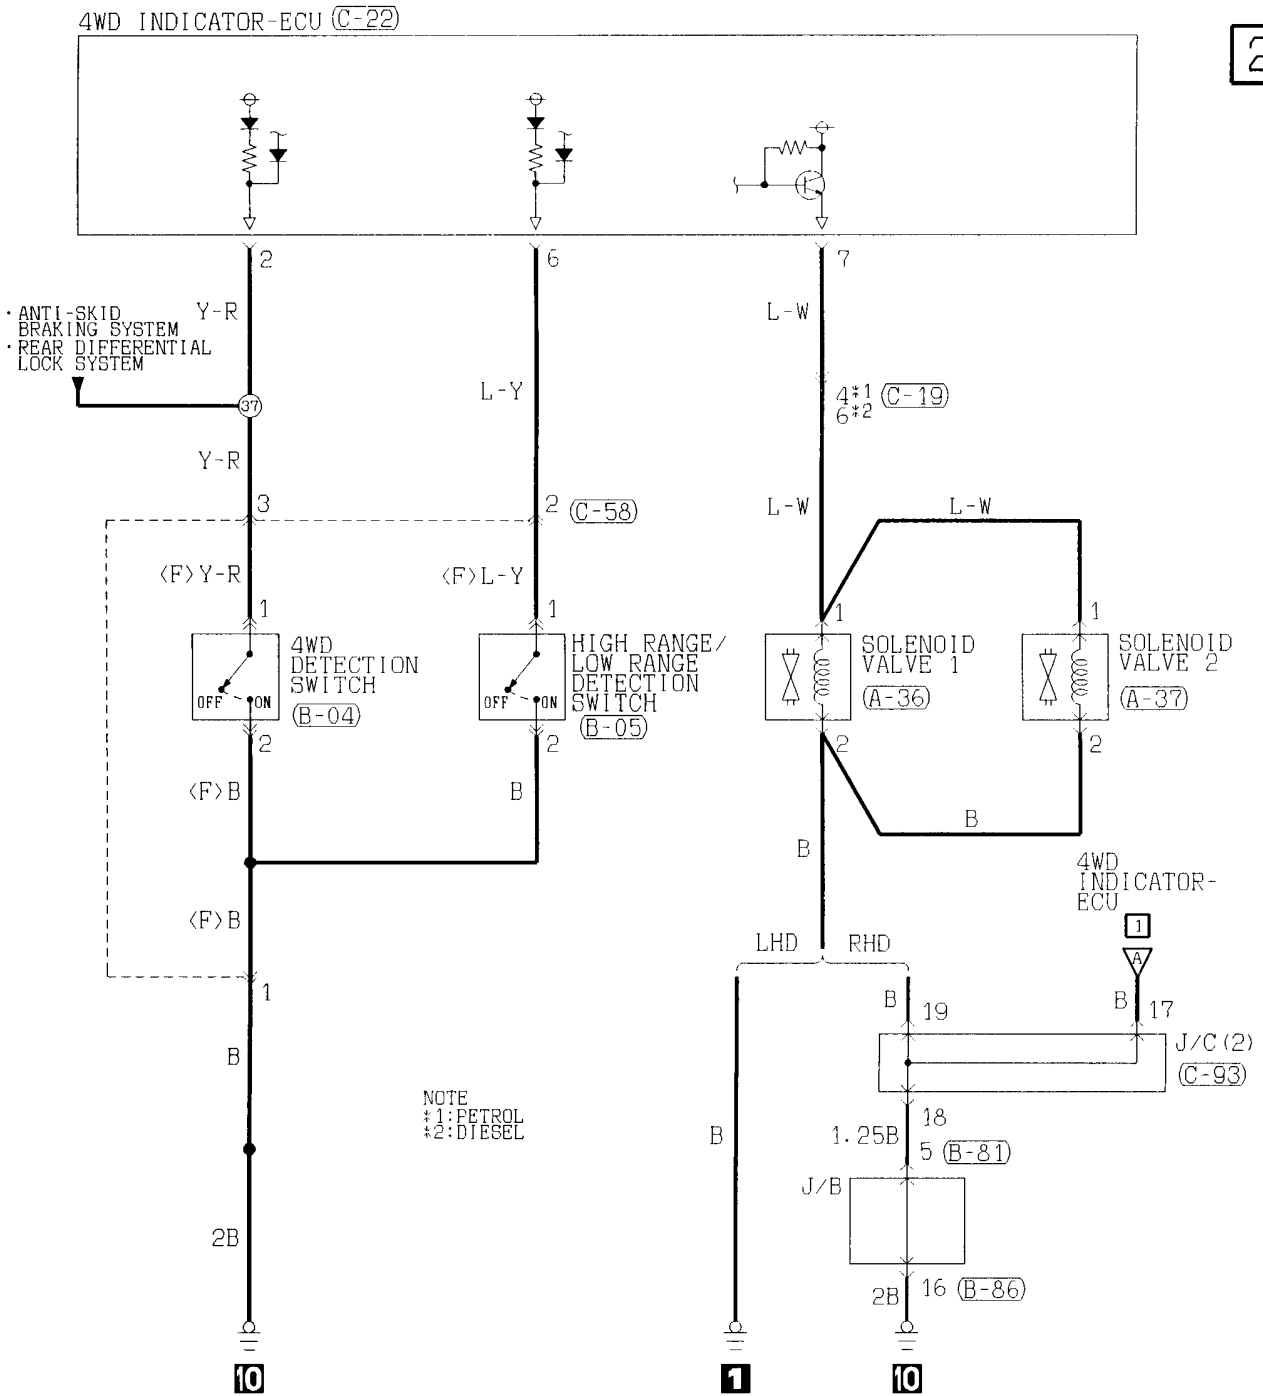 4WD INDICATOR-ECU (C-22)
2
2
6
7
Y-R
L-W
· ANTI-SKID
BRAKING SYSTEM
· REAR DIFFERENTIAL
LOCK SYSTEM
37
L-Y
4*1 (C-19)
6*2
Y-R
3
2 (C-58)
L-W
L-W
<F>Y-R
<F>L-Y
1
1
1
1
4WD
DETECTION
SWITCH
(B-04)
OFF ON
HIGH RANGE/
LOW RANGE
DETECTION
SWITCH
(B-05)
OFF ON
SOLENOID
VALVE 1
(A-36)
SOLENOID
VALVE 2
(A-37)
2
2
2
2
<F>B
B
B
B
4WD
INDICATOR-
ECU
1
A
<F>B
LHD RHD
1
B
19
B
17
B
J/C(2)
(C-93)
NOTE
*1:PETROL
*2:DIESEL
B
18
1.25B
5 (B-81)
J/B
2B
16 (B-86)
2B
10
1
10